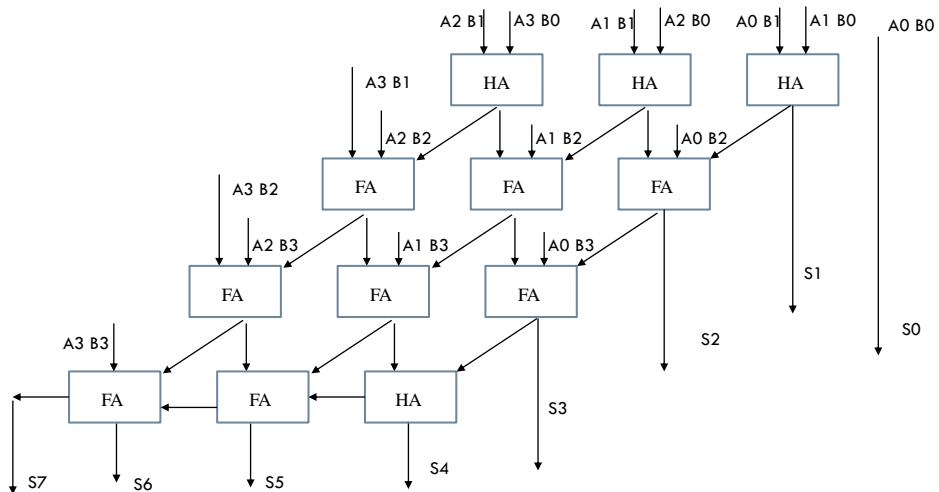 A2 B1 A3 B0 A1 B1 A2 B0 A0 B1 A1 B0 A0 B0
HA HA HA
A3 B1
A2 B2 A1 B2 A0 B2
FA FA FA
A3 B2
A2 B3 A1 B3 A0 B3
FA FA FA
S1
S0
A3 B3 S2
FA FA HA
S3
S7 S6 S5 S4